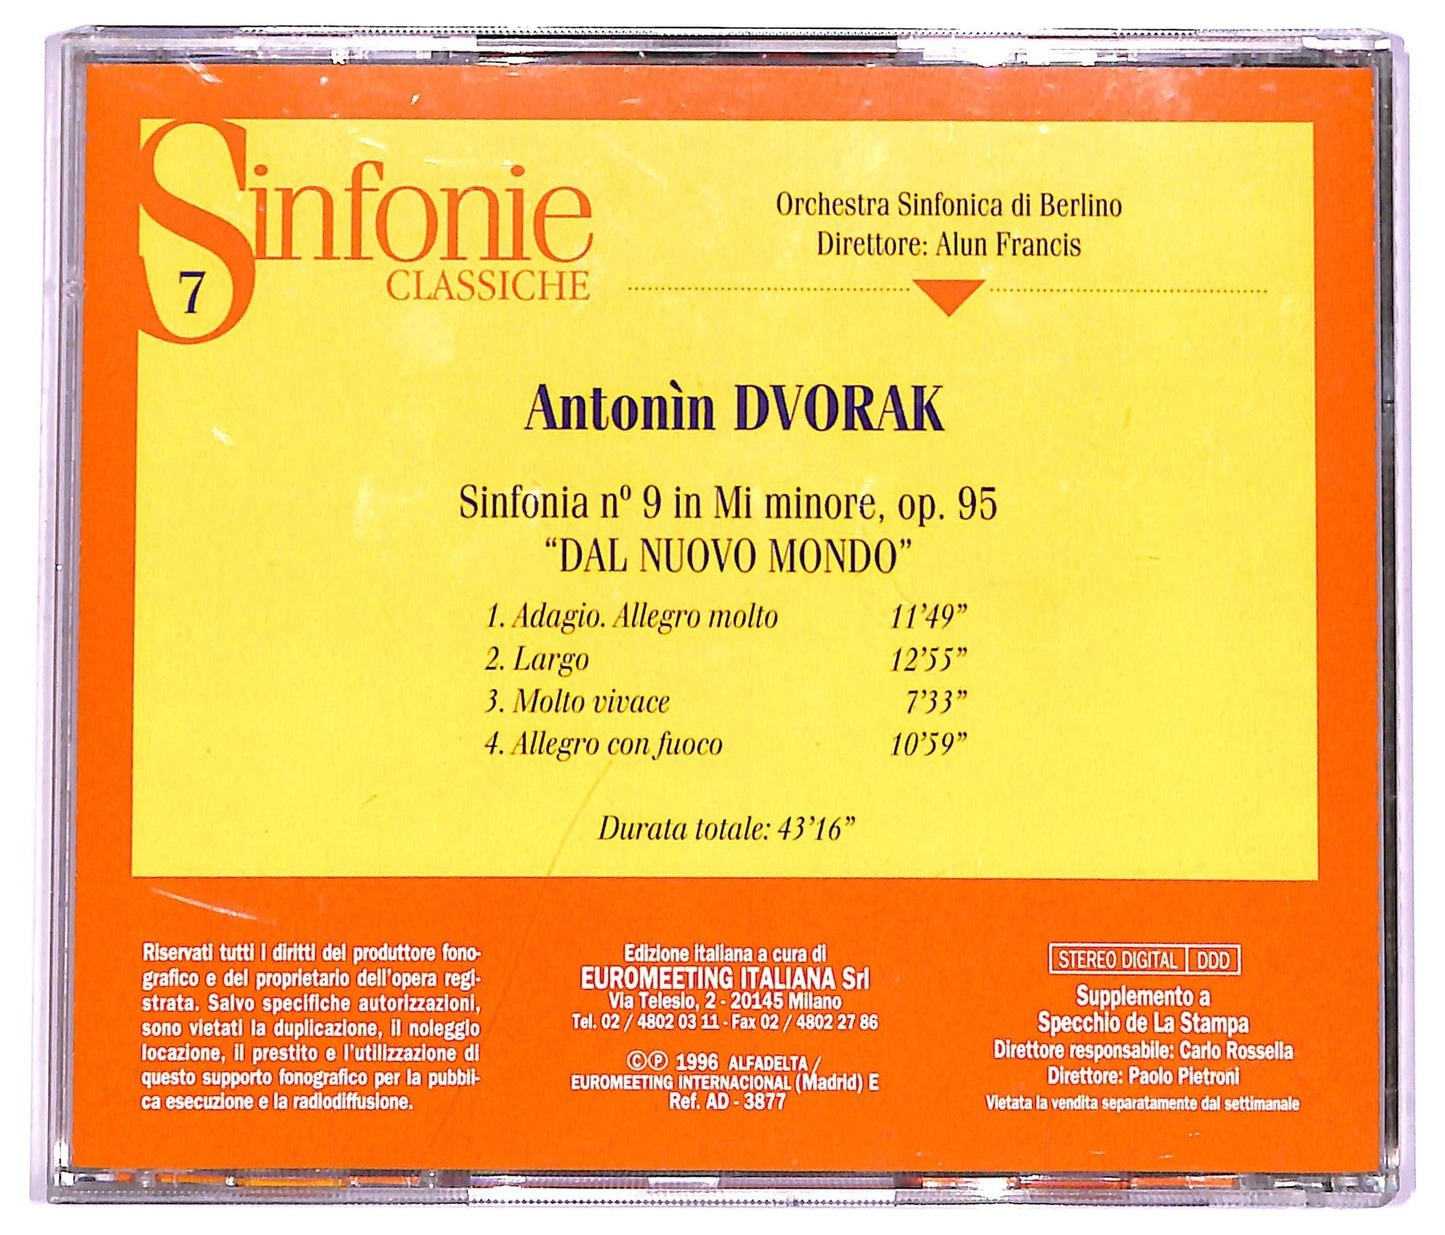 Sinfonie
CLASSICHE
7
Orchestra Sinfonica di Berlino
Direttore: Alun Francis
Antonìn DVORAK
Sinfonia nº 9 in Mi minore, op. 95
“DAL NUOVO MONDO”
1. Adagio. Allegro molto 11’49”
2. Largo 12’55”
3. Molto vivace 7’33”
4. Allegro con fuoco 10’59”
Durata totale: 43’16”
Riservati tutti i diritti del produttore fono-
grafico e del proprietario dell’opera regi-
strata. Salvo specifiche autorizzazioni,
sono vietati la duplicazione, il noleggio
locazione, il prestito e l’utilizzazione di
questo supporto fonografico per la pubbli-
ca esecuzione e la radiodiffusione.
Edizione italiana a cura di
EUROMEETING ITALIANA Srl
Via Telesio, 2 - 20145 Milano
Tel. 02 / 4802 03 11 - Fax 02 / 4802 27 86
©℗ 1996 ALFADELTA /
EUROMEETING INTERNACIONAL (Madrid) E
Ref. AD - 3877
STEREO DIGITAL DDD
Supplemento a
Specchio de La Stampa
Direttore responsabile: Carlo Rossella
Direttore: Paolo Pietroni
Vietata la vendita separatamente dal settimanale